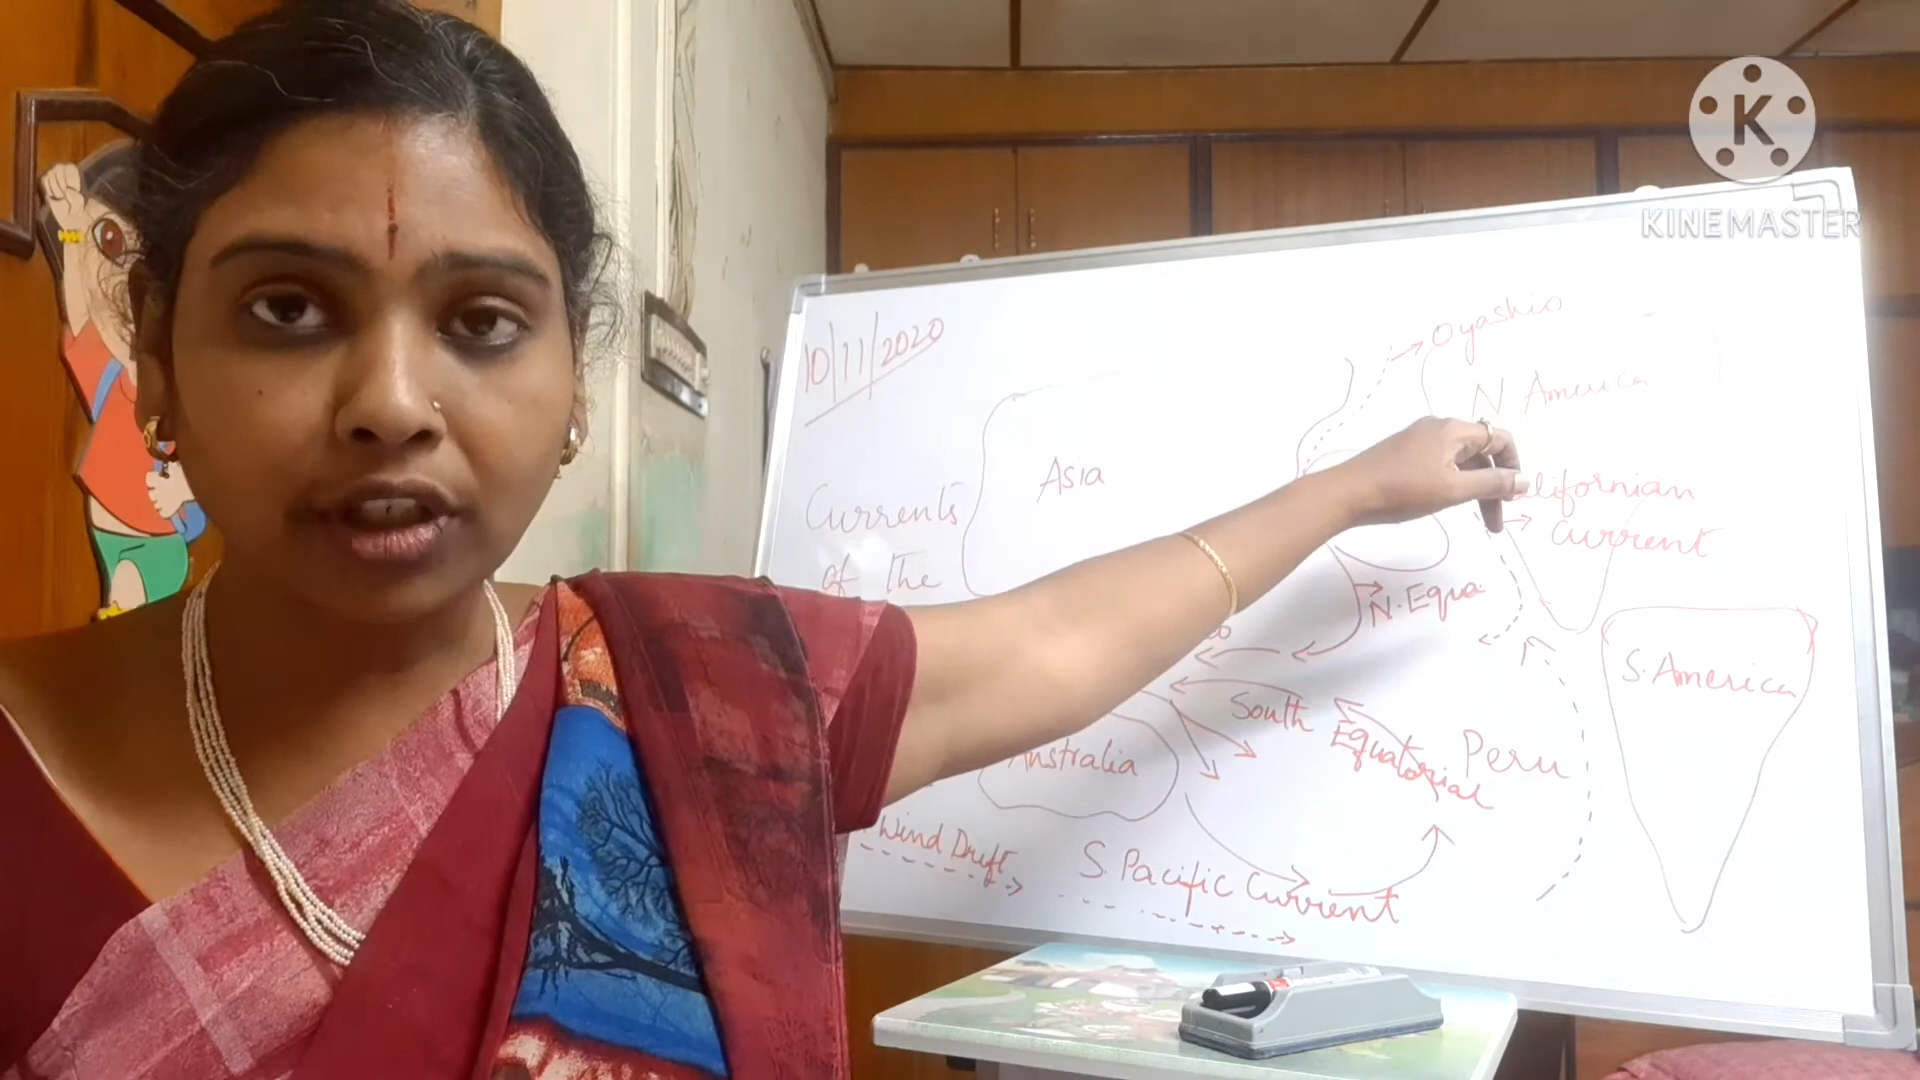 K
KINEMASTER
10/11/2020
Oyashio
N America
Asia
Currents
of the
alifornian
Current
N. Equa.
S. America
South Equatorial
Peru
Australia
Wind Drift
S Pacific Current